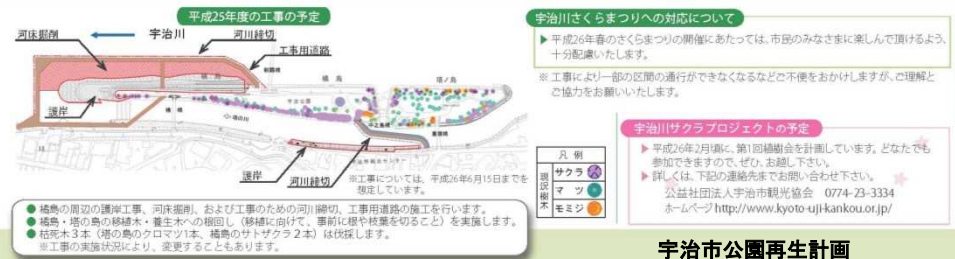 平成25年度の工事の予定
河床掘削
宇治川
河川締切
工事用道路
橘島
塔ノ島
護岸
塔の川
護岸
河川締切
※工事については、平成26年6月15日までを
想定しています。
凡例
現況樹木
サクラ
マツ
モミジ
● 橘島の周辺の護岸工事、河床掘削、および工事のための河川締切、工事用道路の施工を行います。
● 橘島・塔の島の移植木・養生木への根回し（移植に向けて、事前に根や枝葉を切ること）を実施します。
● 枯死木3本（塔の島のクロマツ1本、橘島のサトザクラ2本）は伐採します。
※工事の実施状況により、変更することもあります。
宇治川さくらまつりへの対応について
▶ 平成26年春のさくらまつりの開催にあたっては、市民のみなさまに楽しんで頂けるよう、
十分配慮いたします。
※ 工事により一部の区間の通行ができなくなるなどご不便をおかけしますが、ご理解と
ご協力をお願いいたします。
宇治川サクラプロジェクトの予定
▶ 平成26年2月頃に、第1回植樹会を計画しています。どなたでも
参加できますので、ぜひ、お越し下さい。
▶ 詳しくは、下記の連絡先までお問い合わせ下さい。
公益社団法人宇治市観光協会 0774-23-3334
ホームページ http://www.kyoto-uji-kankou.or.jp/
宇治市公園再生計画